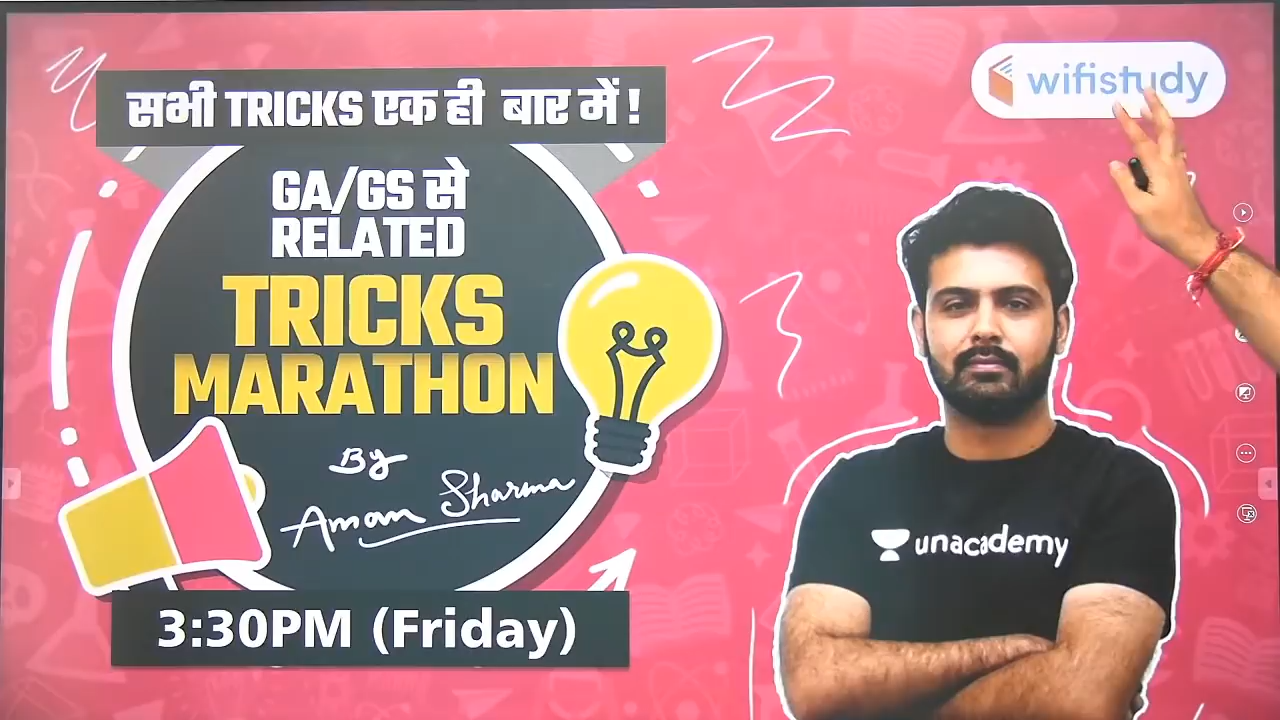 सभी TRICKS एक ही बार में !
wifistudy
GA/GS से
RELATED
TRICKS
MARATHON
By
Aman Sharma
unacademy
3:30PM (Friday)